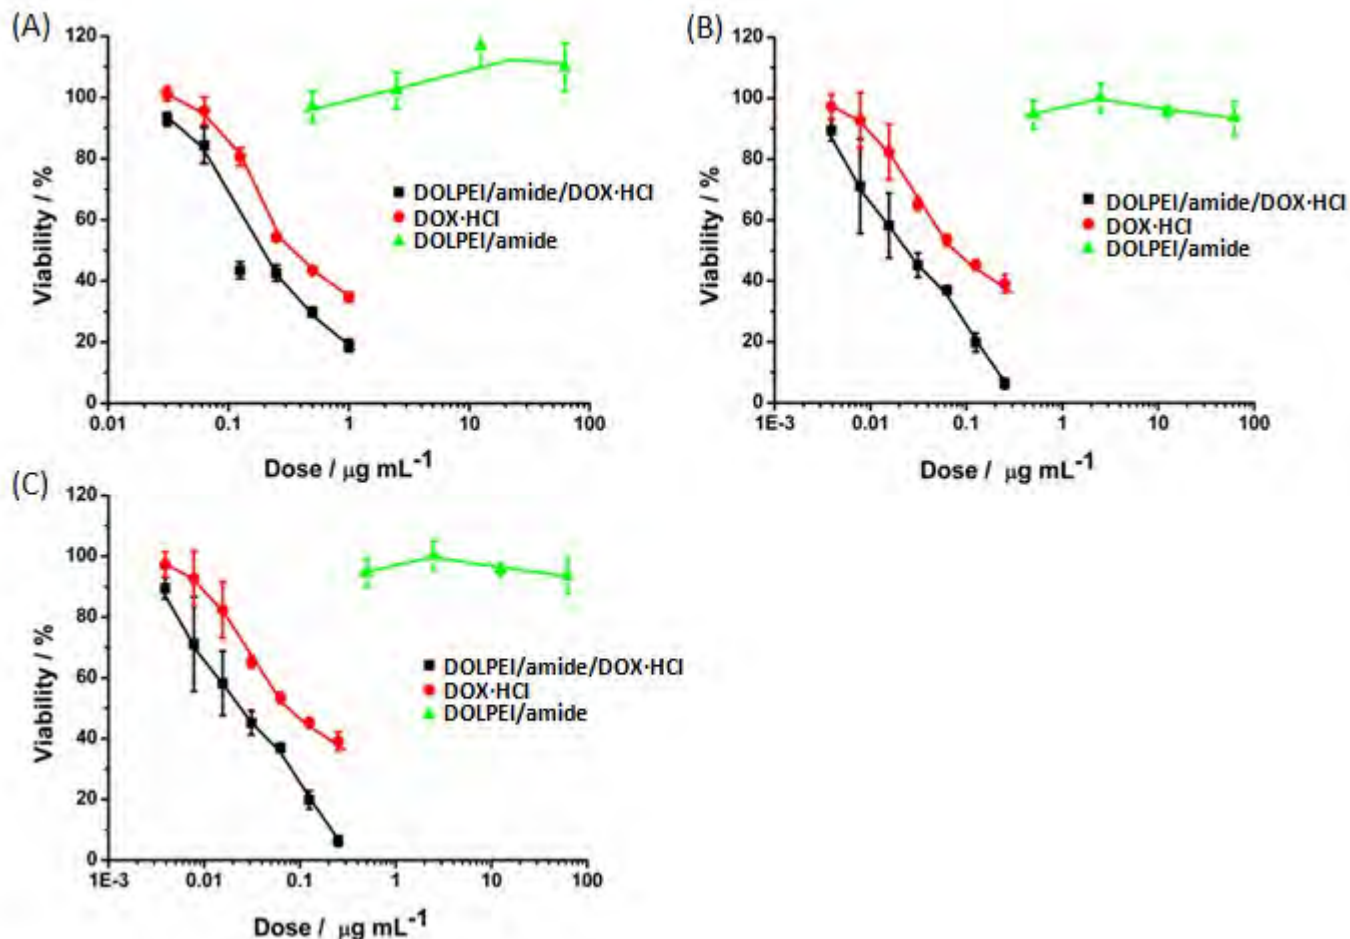 (A)
120
100
80
60
40
20
0
Viability / %
DOLPEI/amide/DOX·HCl
DOX·HCl
DOLPEI/amide
0.01 0.1 1 10 100
Dose / μg mL⁻¹
(B)
120
100
80
60
40
20
0
Viability / %
DOLPEI/amide/DOX·HCl
DOX·HCl
DOLPEI/amide
1E-3 0.01 0.1 1 10 100
Dose / μg mL⁻¹
(C)
120
100
80
60
40
20
0
Viability / %
DOLPEI/amide/DOX·HCl
DOX·HCl
DOLPEI/amide
1E-3 0.01 0.1 1 10 100
Dose / μg mL⁻¹